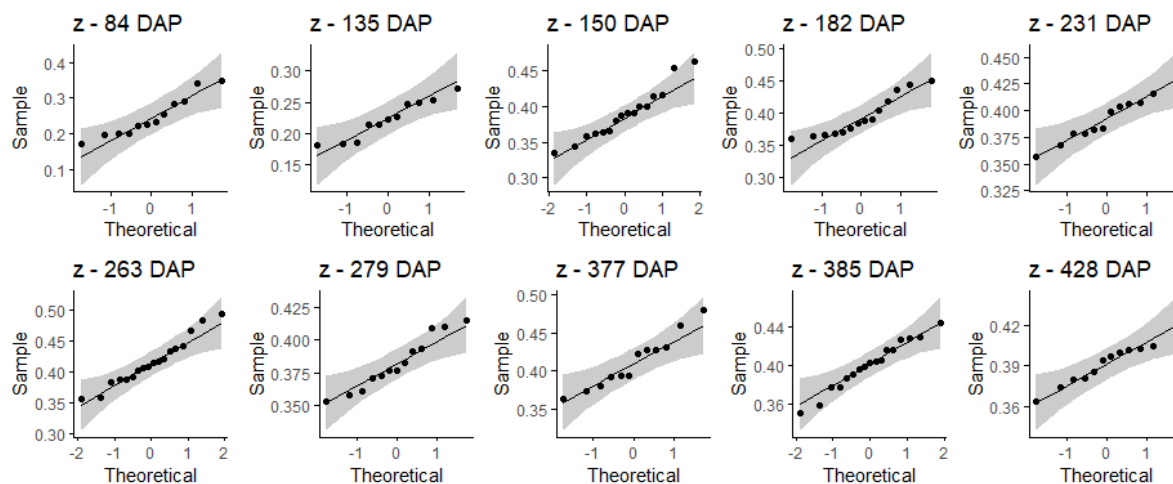 z - 84 DAP
z - 135 DAP
z - 150 DAP
z - 182 DAP
z - 231 DAP
Sample
0.4
0.3
0.2
0.1
-1
0
1
Theoretical
Sample
0.30
0.25
0.20
0.15
-1
0
1
Theoretical
Sample
0.45
0.40
0.35
0.30
-2
-1
0
1
2
Theoretical
Sample
0.50
0.45
0.40
0.35
0.30
-1
0
1
Theoretical
Sample
0.450
0.425
0.400
0.375
0.350
0.325
-1
0
1
Theoretical
z - 263 DAP
z - 279 DAP
z - 377 DAP
z - 385 DAP
z - 428 DAP
Sample
0.50
0.45
0.40
0.35
0.30
-2
-1
0
1
2
Theoretical
Sample
0.425
0.400
0.375
0.350
-1
0
1
Theoretical
Sample
0.50
0.45
0.40
0.35
-1
0
1
Theoretical
Sample
0.44
0.40
0.36
-2
-1
0
1
2
Theoretical
Sample
0.42
0.39
0.36
-1
0
1
Theoretical